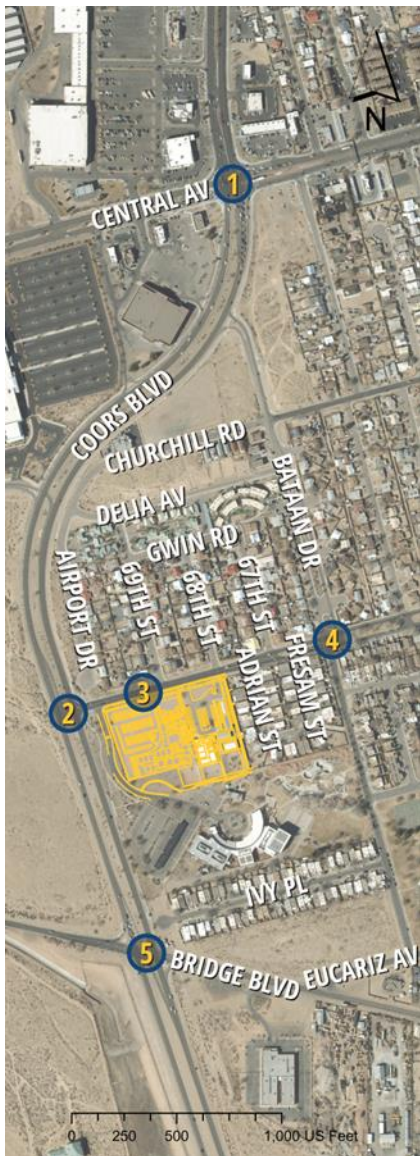 N
1
CENTRAL AV
COORS BLVD
CHURCHILL RD
BATAAN DR
DELIA AV
GWIN RD
AIRPORT DR
69TH ST
68TH ST
67TH ST
FRESAM ST
4
ADRIAN ST
3
2
IVY PL
5
BRIDGE BLVD
EUCARIZ AV
0 250 500 1,000 US Feet